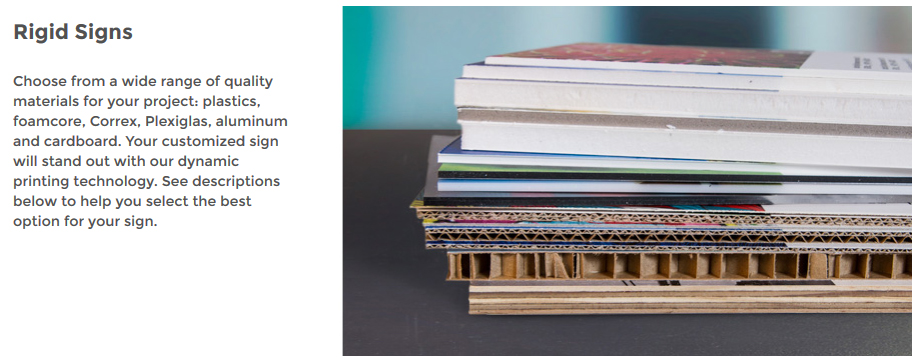 Rigid Signs
Choose from a wide range of quality
materials for your project: plastics,
foamcore, Correx, Plexiglas, aluminum
and cardboard. Your customized sign
will stand out with our dynamic
printing technology. See descriptions
below to help you select the best
option for your sign.